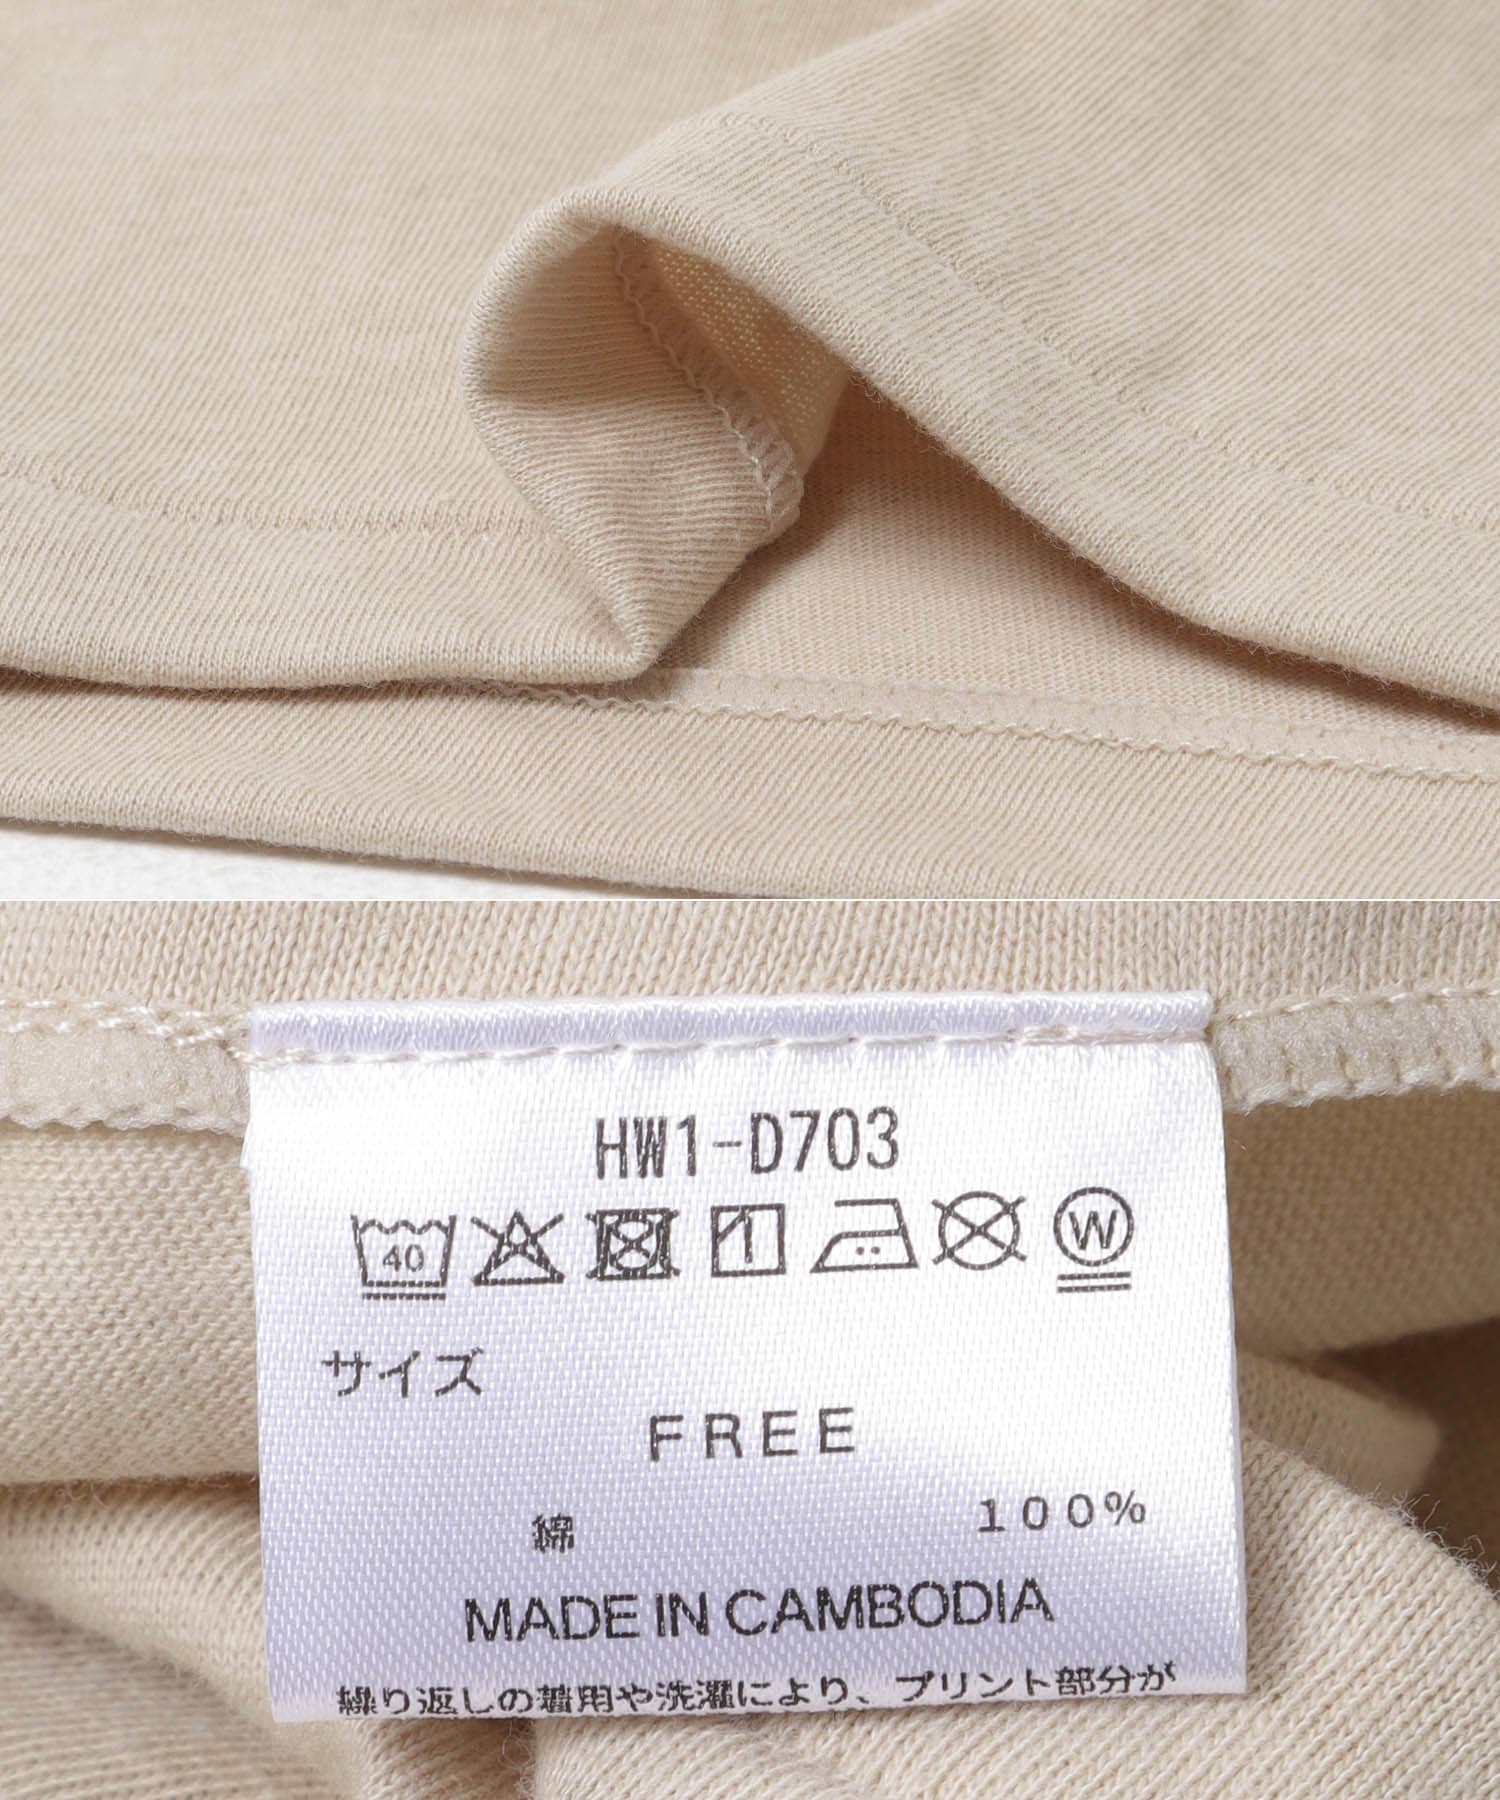 HW1-D703
40 W
サイズ
FREE
綿 100%
MADE IN CAMBODIA
繰り返しの着用や洗濯により、プリント部分が